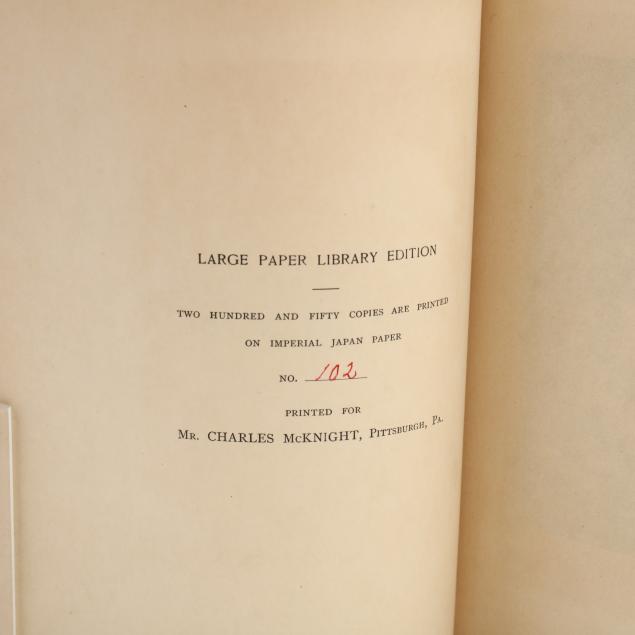 LARGE PAPER LIBRARY EDITION
TWO HUNDRED AND FIFTY COPIES ARE PRINTED
ON IMPERIAL JAPAN PAPER
NO. 102
PRINTED FOR
MR. CHARLES McKNIGHT, PITTSBURGH, PA.